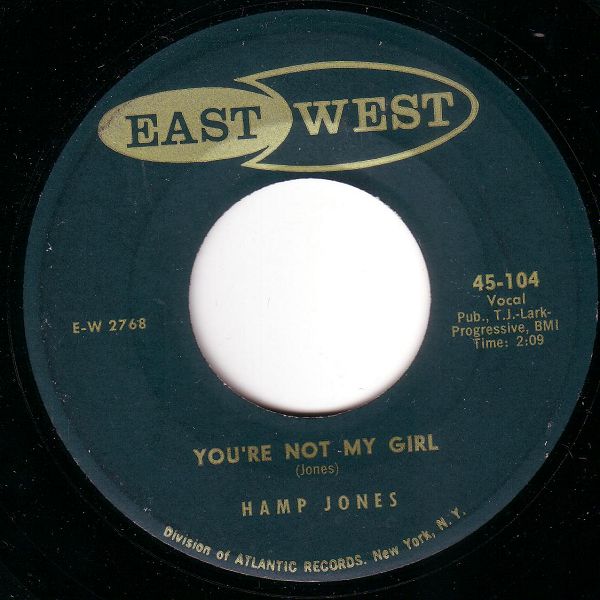 EAST WEST
45-104
Vocal
Pub., T.J.-Lark-
Progressive, BMI
Time: 2:09
E-W 2768
YOU'RE NOT MY GIRL
(Jones)
HAMP JONES
Division of ATLANTIC RECORDS. New York, N. Y.